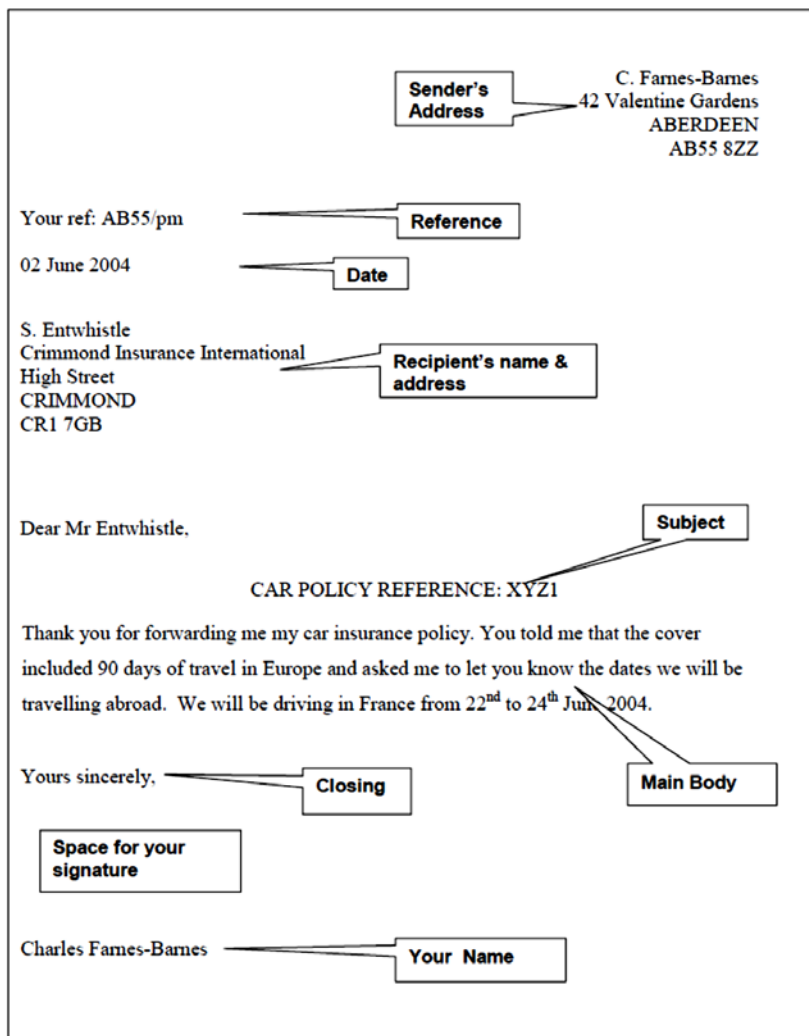 C. Farnes-Barnes
Sender's
Address
42 Valentine Gardens
ABERDEEN
AB55 8ZZ
Your ref: AB55/pm
Reference
02 June 2004
Date
S. Entwhistle
Crimmond Insurance International
High Street
CRIMMOND
CR1 7GB
Recipient's name &
address
Dear Mr Entwhistle,
Subject
CAR POLICY REFERENCE: XYZ1
Thank you for forwarding me my car insurance policy. You told me that the cover
included 90 days of travel in Europe and asked me to let you know the dates we will be
travelling abroad. We will be driving in France from 22nd to 24th June 2004.
Yours sincerely,
Closing
Main Body
Space for your
signature
Charles Farnes-Barnes
Your Name